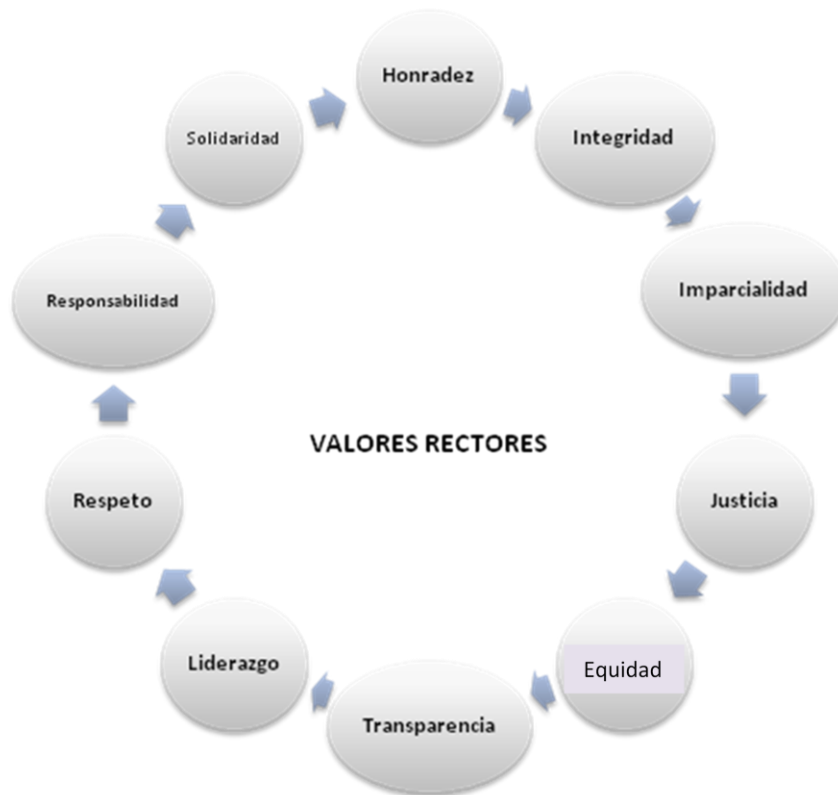 Honradez
Integridad
Imparcialidad
Justicia
Equidad
Transparencia
Liderazgo
Respeto
Responsabilidad
Solidaridad
VALORES RECTORES